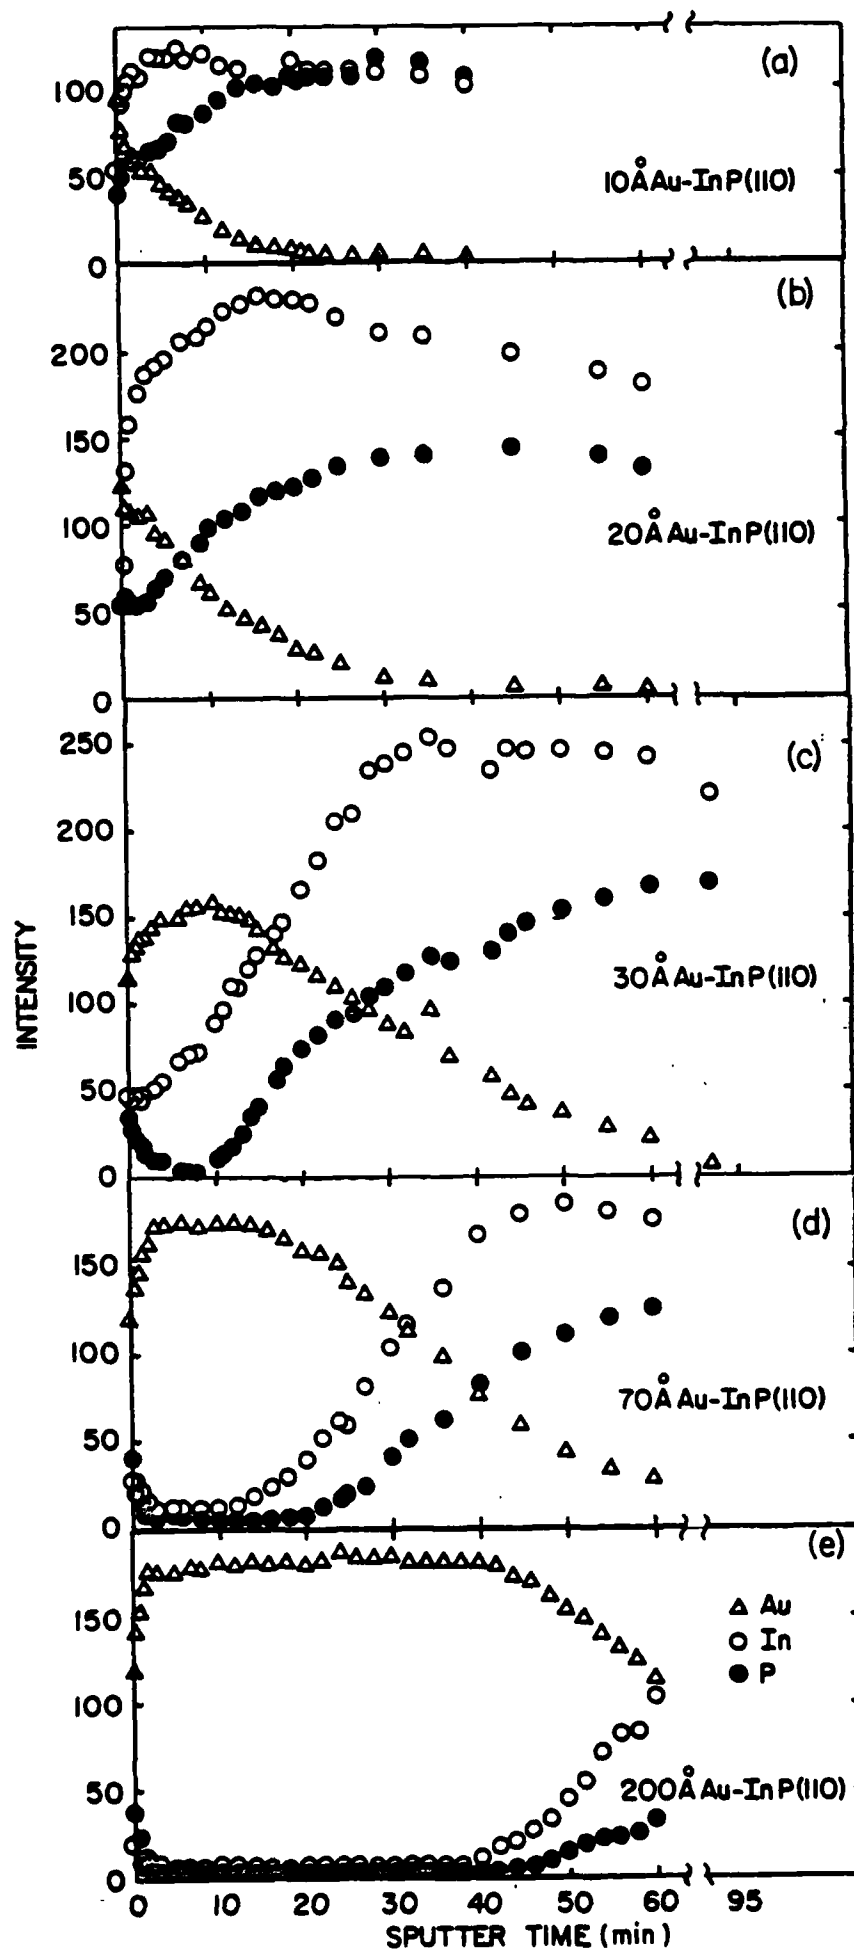 (a)
100
50
0
10Å Au-InP(110)
(b)
200
150
100
50
0
20Å Au-InP(110)
(c)
250
200
150
100
50
0
30Å Au-InP(110)
INTENSITY
(d)
150
100
50
0
70Å Au-InP(110)
(e)
150
100
50
0
Au
In
P
200Å Au-InP(110)
0 10 20 30 40 50 60 95
SPUTTER TIME (min)